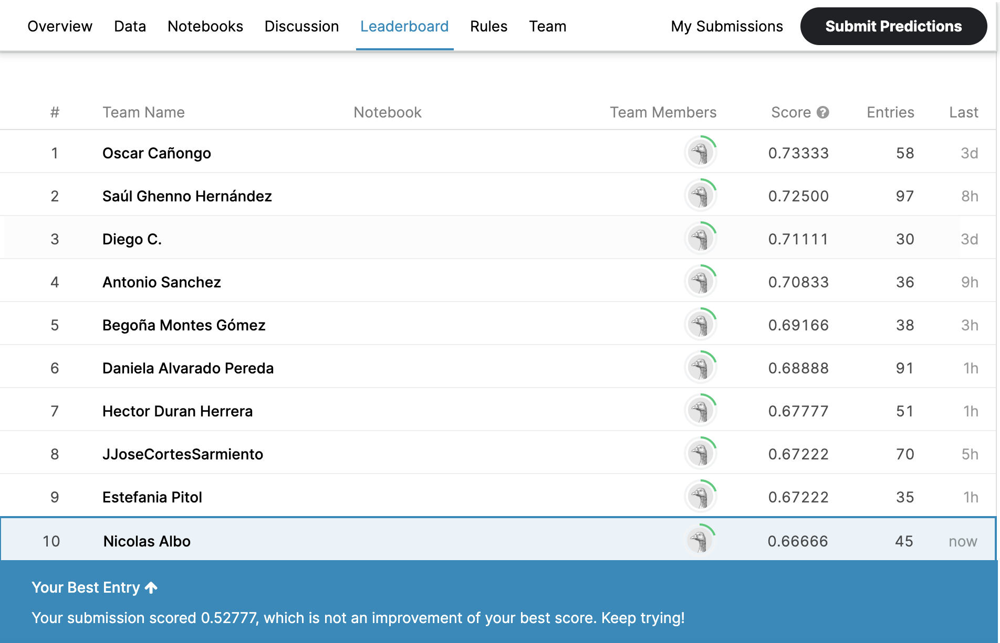 Overview Data Notebooks Discussion Leaderboard Rules Team My Submissions Submit Predictions
# Team Name Notebook Team Members Score ? Entries Last
1 Oscar Cañongo 0.73333 58 3d
2 Saúl Ghenno Hernández 0.72500 97 8h
3 Diego C. 0.71111 30 3d
4 Antonio Sanchez 0.70833 36 9h
5 Begoña Montes Gómez 0.69166 38 3h
6 Daniela Alvarado Pereda 0.68888 91 1h
7 Hector Duran Herrera 0.67777 51 1h
8 JJoseCortesSarmiento 0.67222 70 5h
9 Estefania Pitol 0.67222 35 1h
10 Nicolas Albo 0.66666 45 now
Your Best Entry ↑
Your submission scored 0.52777, which is not an improvement of your best score. Keep trying!